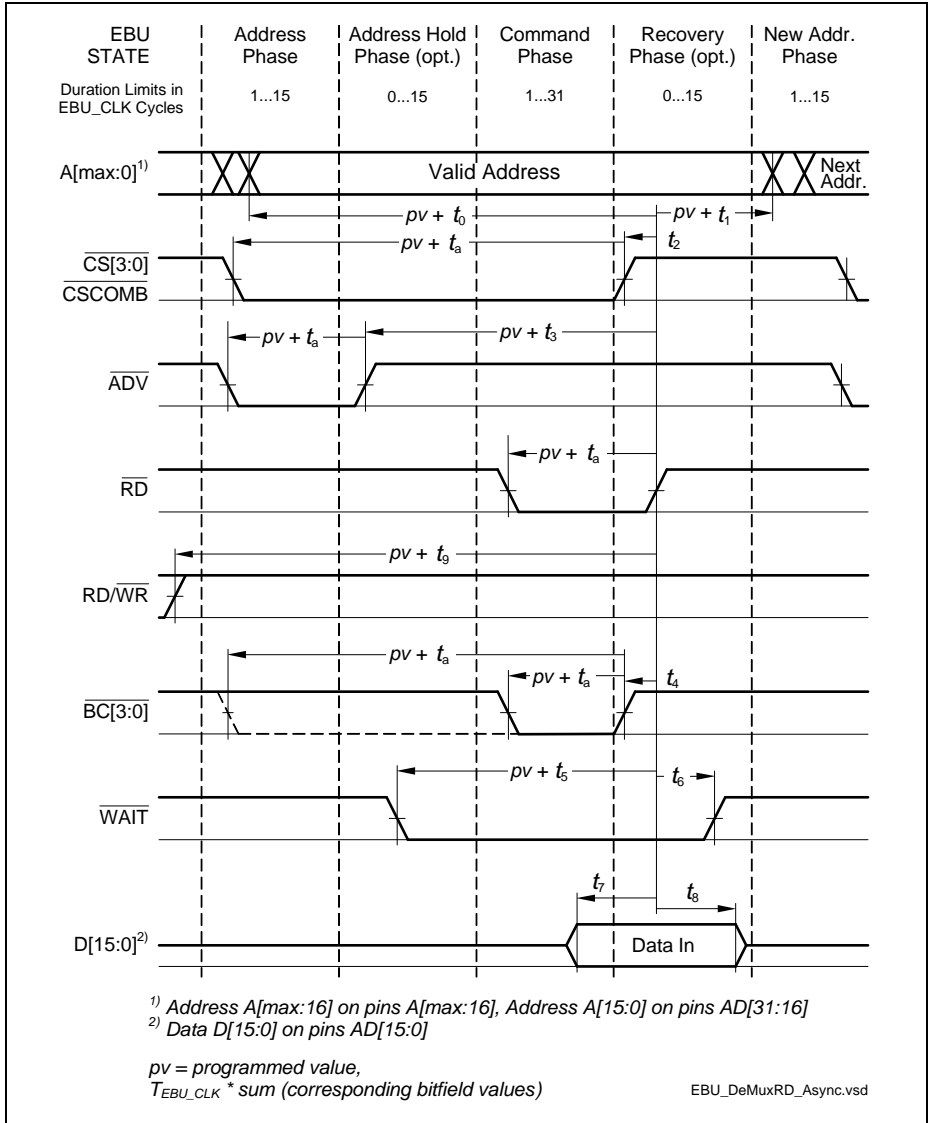 EBU STATE
Address Phase
Address Hold Phase (opt.)
Command Phase
Recovery Phase (opt.)
New Addr. Phase
Duration Limits in EBU_CLK Cycles
1...15
0...15
1...31
0...15
1...15
A[max:0]1)
Valid Address
Next Addr.
pv + t0
pv + t1
pv + ta
t2
CS[3:0]
CSCOMB
pv + ta
pv + t3
ADV
pv + ta
RD
pv + t9
RD/WR
pv + ta
pv + ta
t4
BC[3:0]
pv + t5
t6
WAIT
t7
t8
D[15:0]2)
Data In
1) Address A[max:16] on pins A[max:16], Address A[15:0] on pins AD[31:16]
2) Data D[15:0] on pins AD[15:0]
pv = programmed value,
TEBU_CLK * sum (corresponding bitfield values)
EBU_DeMuxRD_Async.vsd